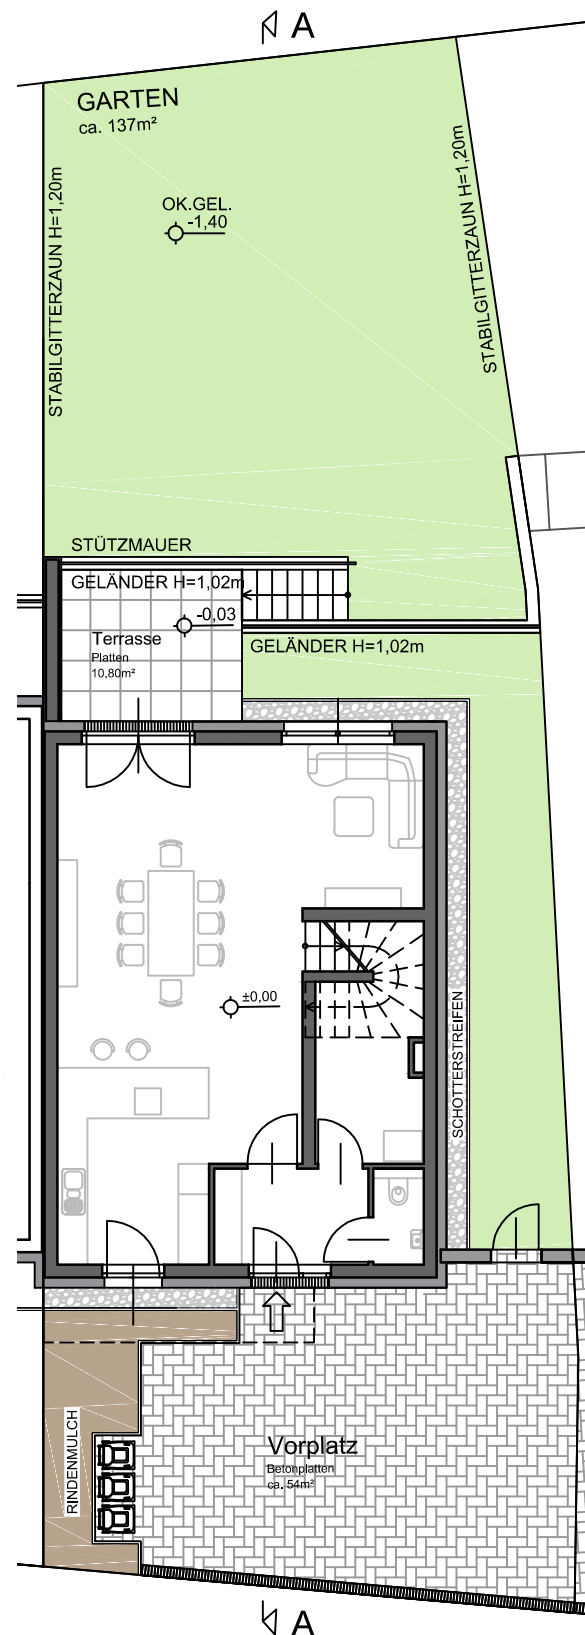 A
GARTEN
ca. 137m²
STABILGITTERZAUN H=1,20m
STABILGITTERZAUN H=1,20m
OK.GEL.
-1,40
STÜTZMAUER
GELÄNDER H=1,02m
-0,03
Terrasse
Platten
10,80m²
GELÄNDER H=1,02m
±0,00
SCHOTTERSTREIFEN
RINDENMULCH
Vorplatz
Betonplatten
ca. 54m²
A